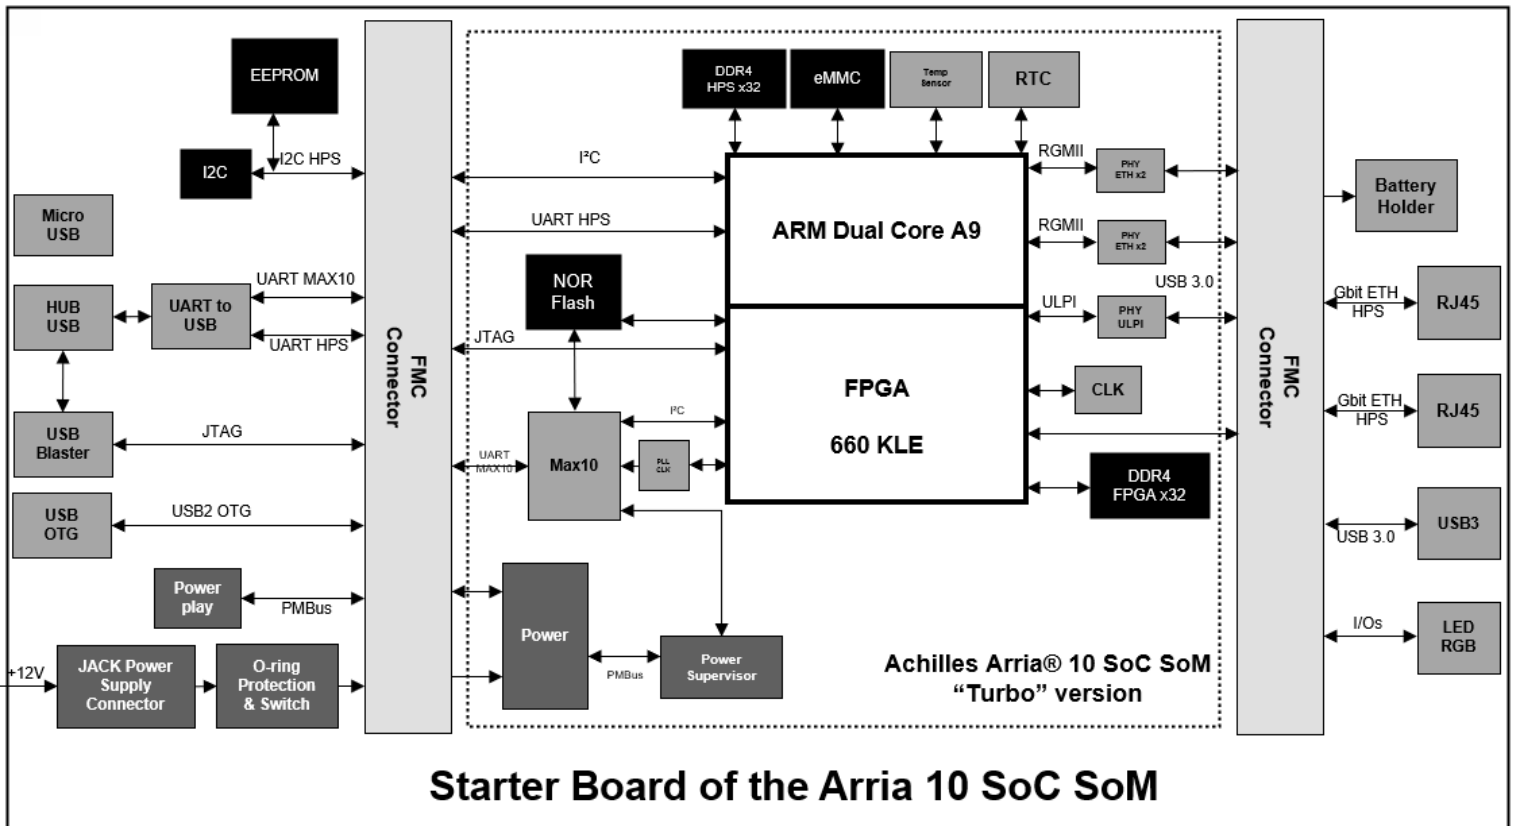 EEPROM
I2C
I2C HPS
Micro
USB
HUB
USB
UART to
USB
UART MAX10
UART HPS
USB
Blaster
JTAG
USB
OTG
USB2 OTG
Power
play
PMBus
+12V
JACK Power
Supply
Connector
O-ring
Protection
& Switch
FMC
Connector
DDR4
HPS x32
eMMC
Temp
Sensor
RTC
I²C
UART HPS
ARM Dual Core A9
NOR
Flash
JTAG
FPGA
660 KLE
I²C
UART
MAX10
Max10
PLL
CLK
Power
PMBus
Power
Supervisor
RGMII
PHY
ETH x2
RGMII
PHY
ETH x2
USB 3.0
ULPI
PHY
ULPI
CLK
DDR4
FPGA x32
Achilles Arria® 10 SoC SoM
“Turbo” version
FMC
Connector
Battery
Holder
Gbit ETH
HPS
RJ45
Gbit ETH
HPS
RJ45
USB 3.0
USB3
I/Os
LED
RGB
Starter Board of the Arria 10 SoC SoM